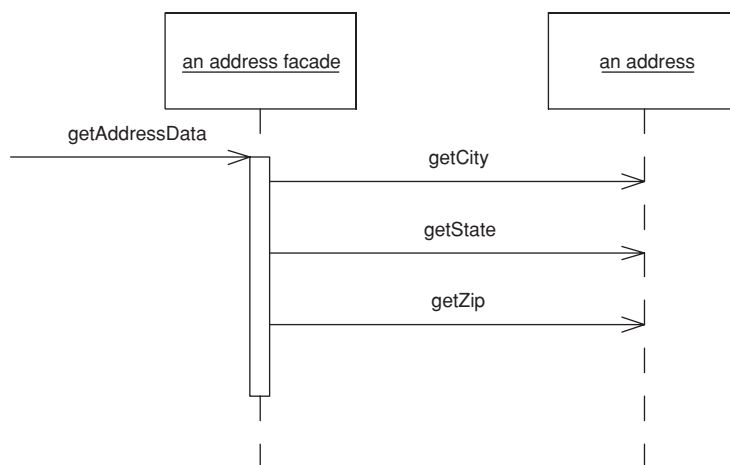 an address facade
an address
getAddressData
getCity
getState
getZip